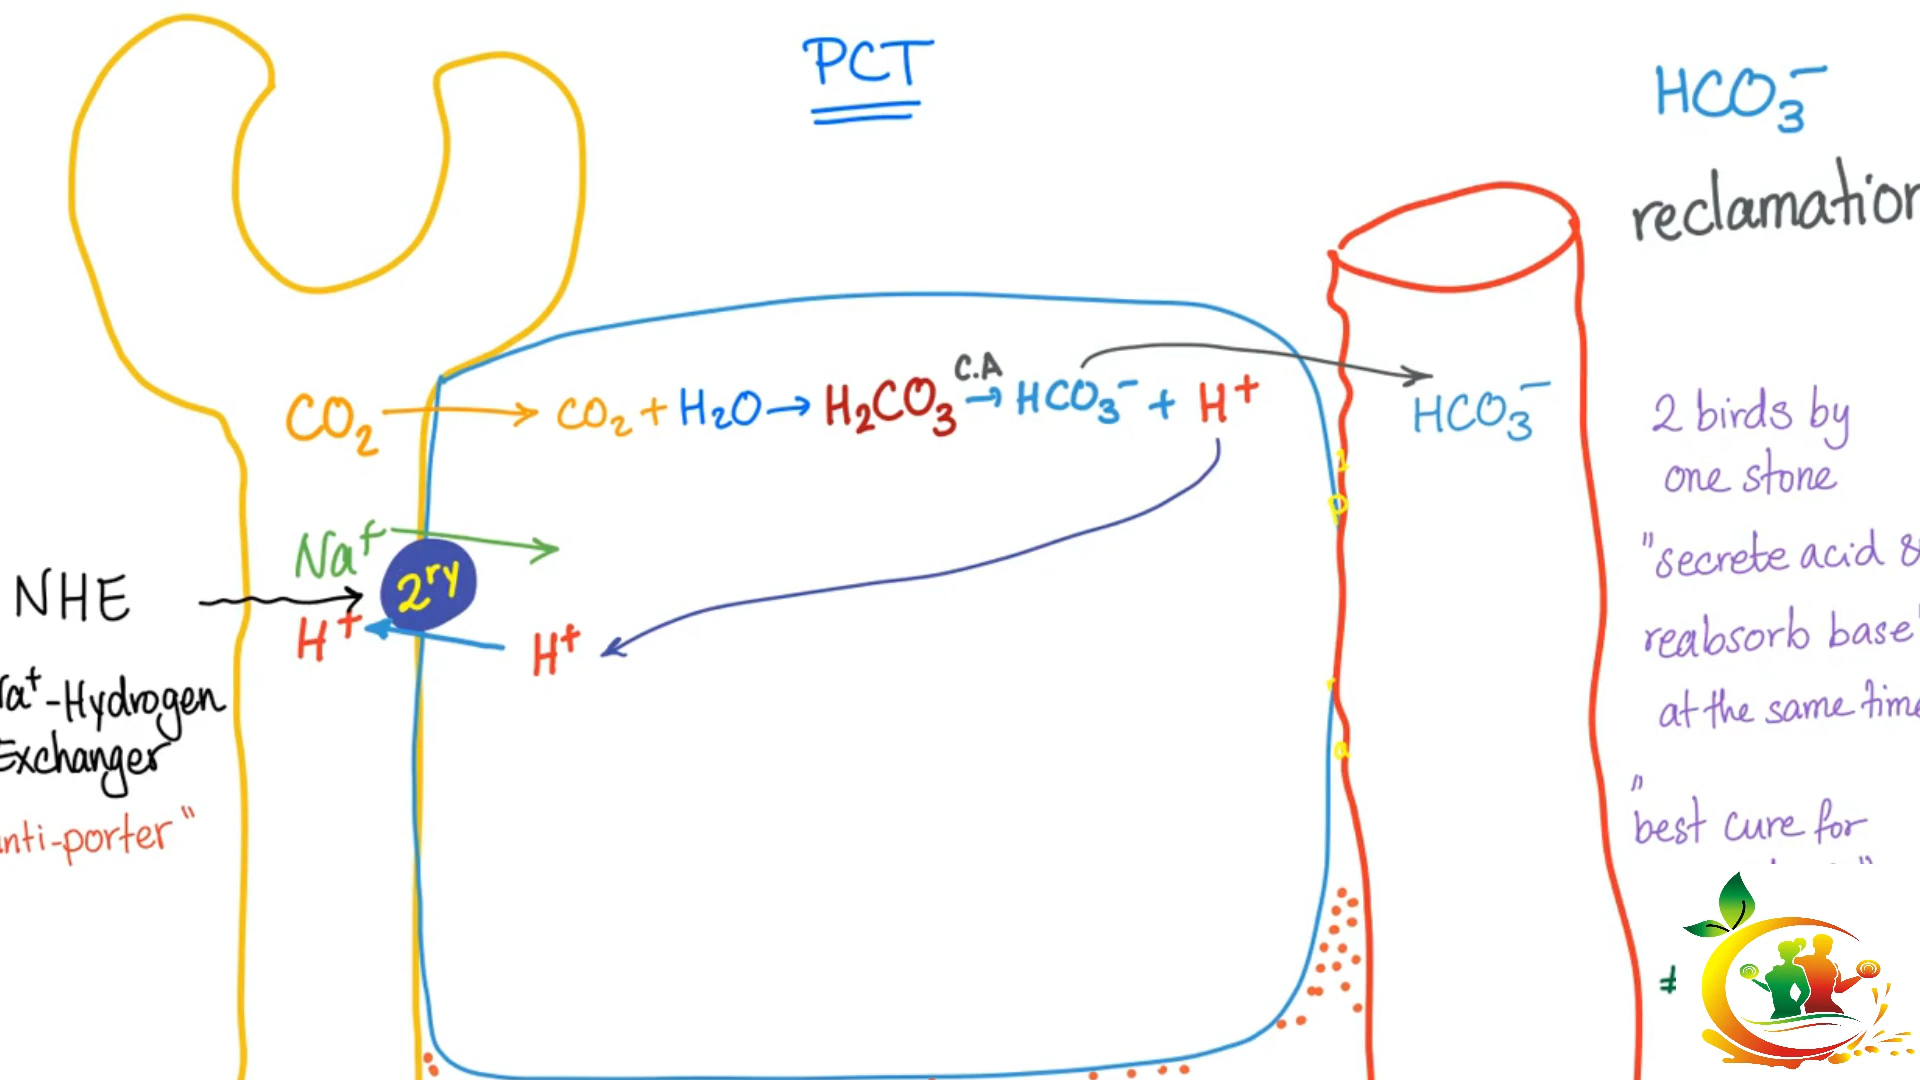 PCT
HCO₃⁻
reclamation
CO₂ → CO₂ + H₂O → H₂CO₃ C.A → HCO₃⁻ + H⁺
HCO₃⁻
Na⁺
2ry
NHE
H⁺
H⁺
Na⁺-Hydrogen
Exchanger
anti-porter"
2 birds by
one stone
"secrete acid &
reabsorb base"
at the same time
"best cure for